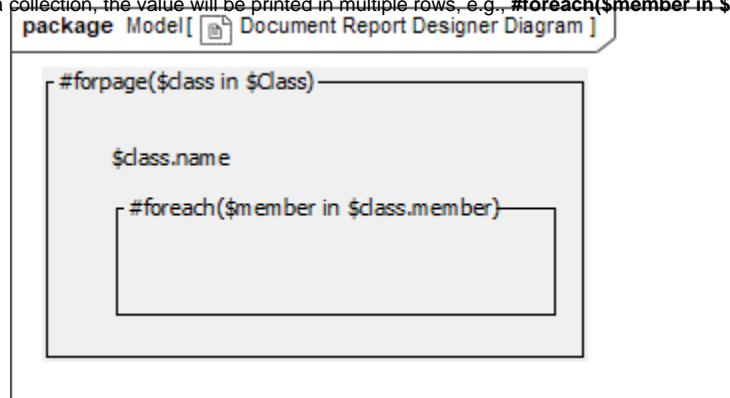 collection, the value will be printed in multiple rows, e.g., #foreach($member in $
package Model[ Document Report Designer Diagram ]
#forpage($class in $Class)
$class.name
#foreach($member in $class.member)